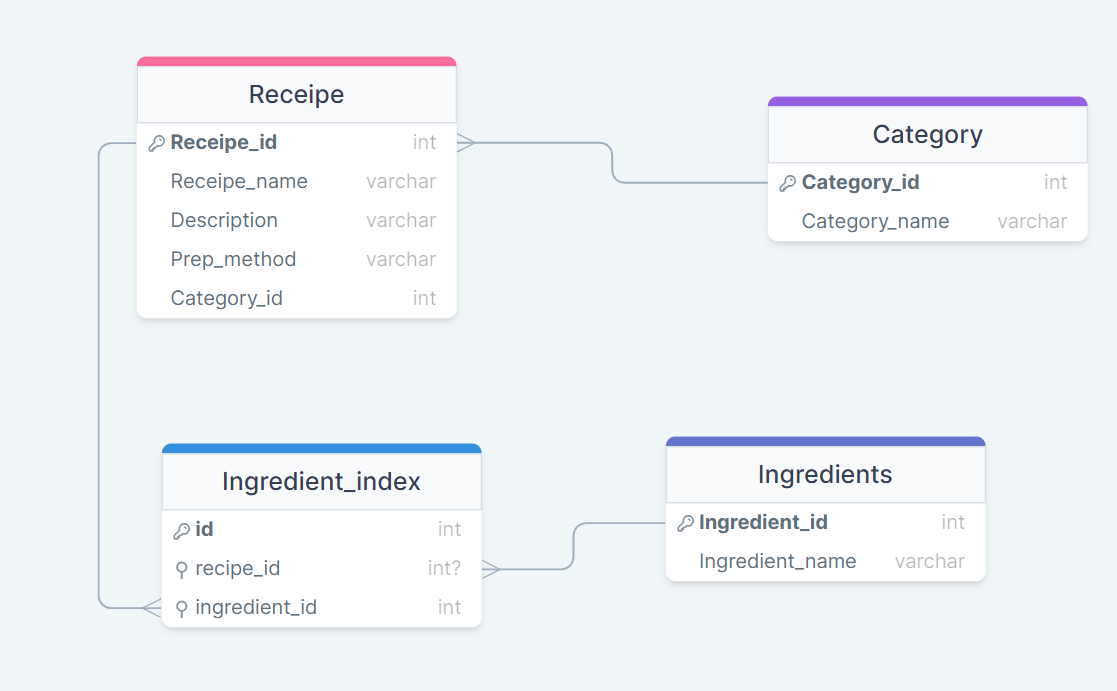 Receipe
Receipe_id int
Receipe_name varchar
Description varchar
Prep_method varchar
Category_id int
Category
Category_id int
Category_name varchar
Ingredient_index
id int
recipe_id int?
ingredient_id int
Ingredients
Ingredient_id int
Ingredient_name varchar